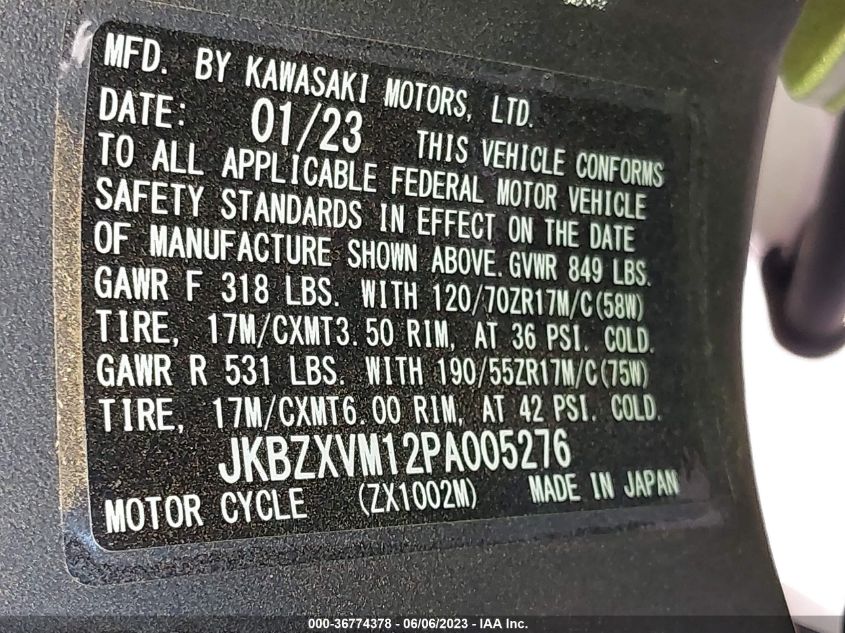 MFD. BY KAWASAKI MOTORS, LTD.
DATE: 01/23 THIS VEHICLE CONFORMS
TO ALL APPLICABLE FEDERAL MOTOR VEHICLE
SAFETY STANDARDS IN EFFECT ON THE DATE
OF MANUFACTURE SHOWN ABOVE. GVWR 849 LBS.
GAWR F 318 LBS. WITH 120/70ZR17M/C(58W)
TIRE, 17M/CXMT3.50 RIM, AT 36 PSI. COLD.
GAWR R 531 LBS. WITH 190/55ZR17M/C(75W)
TIRE, 17M/CXMT6.00 RIM, AT 42 PSI. COLD.
JKBZXVM12PA005276
MOTOR CYCLE (ZX1002M) MADE IN JAPAN
000-36774378 - 06/06/2023 - IAA Inc.